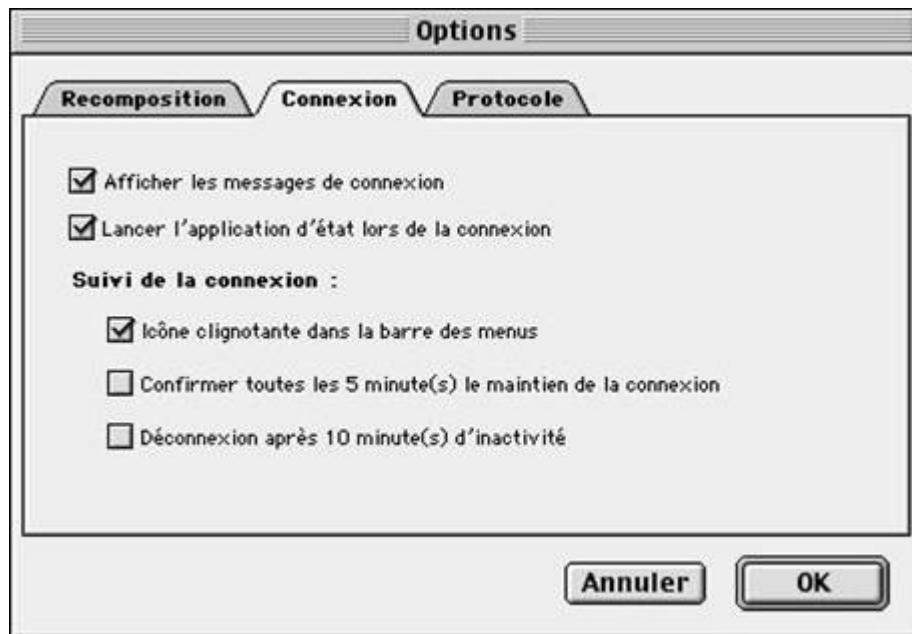 Options
Recomposition Connexion Protocole
Afficher les messages de connexion
Lancer l'application d'état lors de la connexion
Suivi de la connexion :
Icône clignotante dans la barre des menus
Confirmer toutes les 5 minute(s) le maintien de la connexion
Déconnexion après 10 minute(s) d'inactivité
Annuler OK